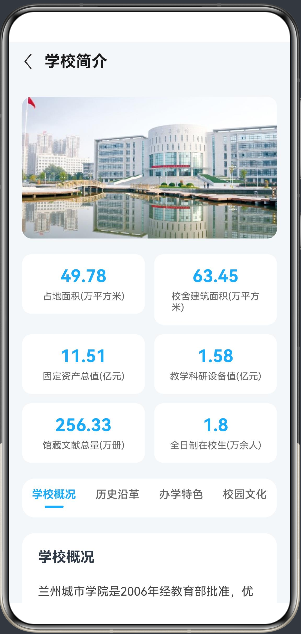 学校简介
49.78
占地面积(万平方米)
63.45
校舍建筑面积(万平方
米)
11.51
固定资产总值(亿元)
1.58
教学科研设备值(亿元)
256.33
馆藏文献总量(万册)
1.8
全日制在校生(万余人)
学校概况 历史沿革 办学特色 校园文化
学校概况
兰州城市学院是2006年经教育部批准，优